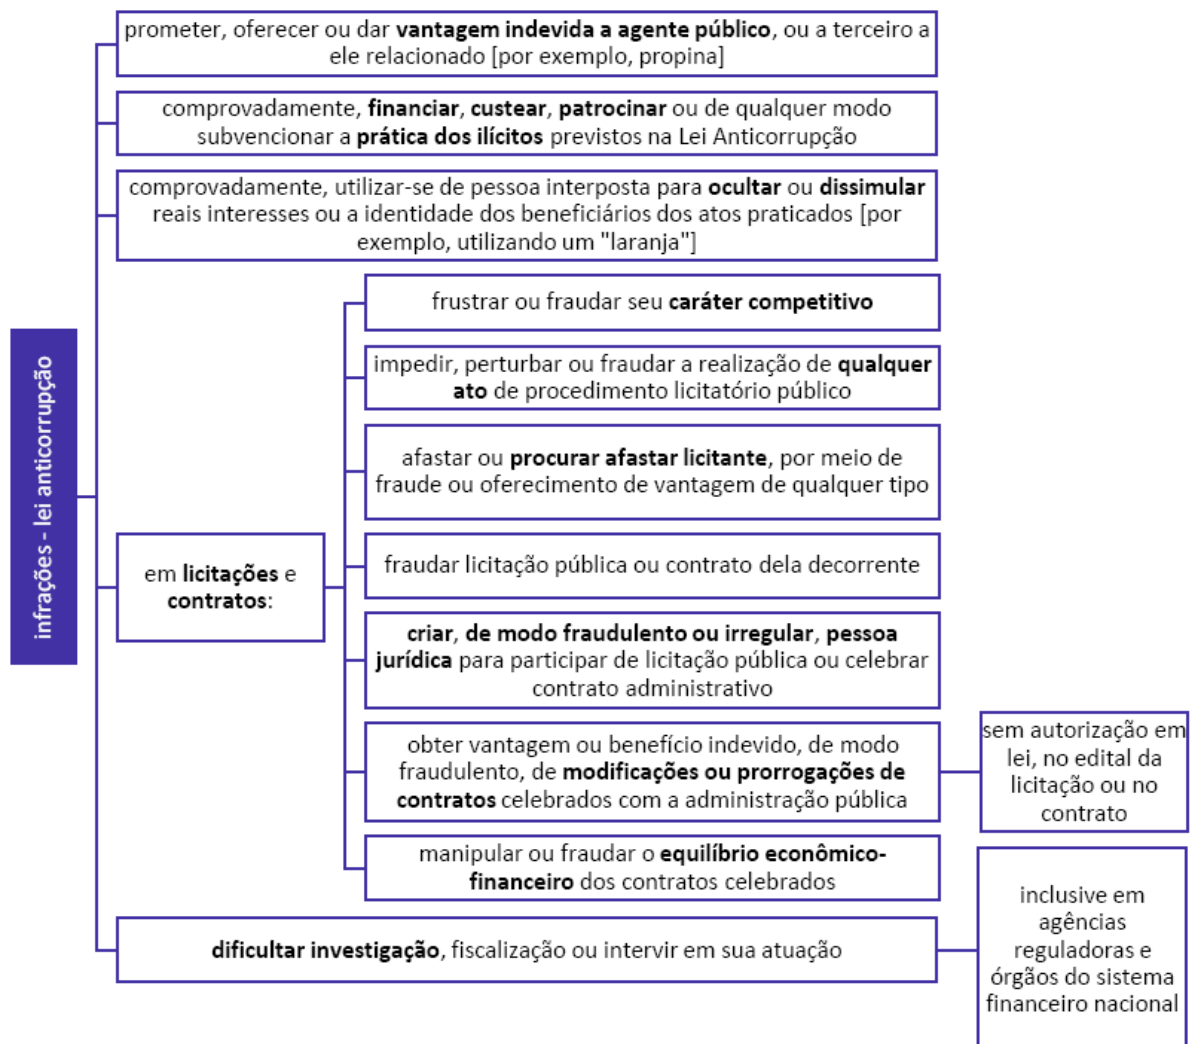 prometer, oferecer ou dar vantagem indevida a agente público, ou a terceiro a
ele relacionado [por exemplo, propina]
comprovadamente, financiar, custear, patrocinar ou de qualquer modo
subvencionar a prática dos ilícitos previstos na Lei Anticorrupção
comprovadamente, utilizar-se de pessoa interposta para ocultar ou dissimular
reais interesses ou a identidade dos beneficiários dos atos praticados [por
exemplo, utilizando um "laranja"]
infrações - lei anticorrupção
em licitações e
contratos:
frustrar ou fraudar seu caráter competitivo
impedir, perturbar ou fraudar a realização de qualquer
ato de procedimento licitatório público
afastar ou procurar afastar licitante, por meio de
fraude ou oferecimento de vantagem de qualquer tipo
fraudar licitação pública ou contrato dela decorrente
criar, de modo fraudulento ou irregular, pessoa
jurídica para participar de licitação pública ou celebrar
contrato administrativo
obter vantagem ou benefício indevido, de modo
fraudulento, de modificações ou prorrogações de
contratos celebrados com a administração pública
sem autorização em
lei, no edital da
licitação ou no
contrato
manipular ou fraudar o equilíbrio econômico-
financeiro dos contratos celebrados
dificultar investigação, fiscalização ou intervir em sua atuação
inclusive em
agências
reguladoras e
órgãos do sistema
financeiro nacional